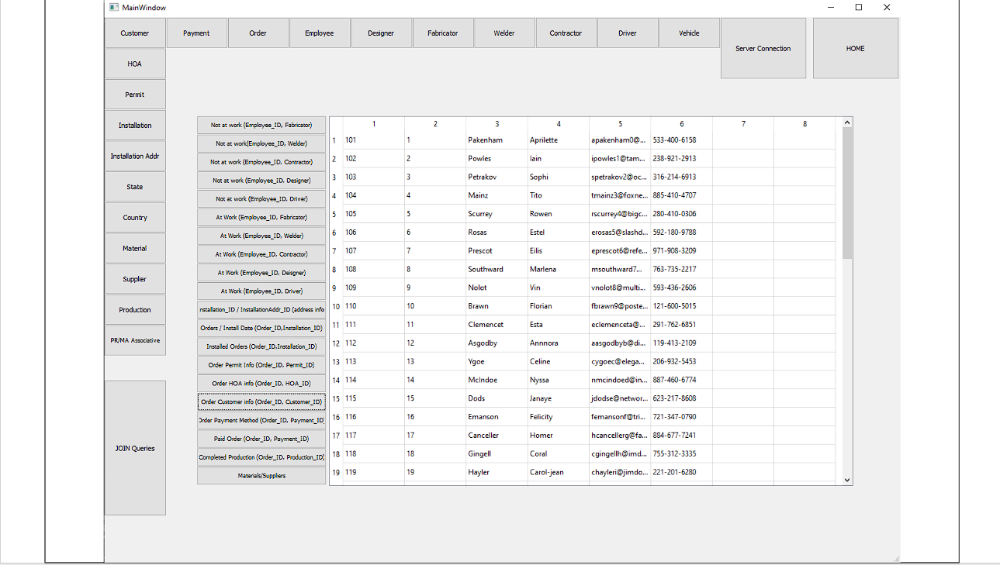 MainWindow
Customer Payment Order Employee Designer Fabricator Welder Contractor Driver Vehicle Server Connection HOME
HOA
Permit
Installation
Installation Addr
State
Country
Material
Supplier
Production
PR/MA Associative
JOIN Queries
Not at work (Employee_ID, Fabricator)
Not at work(Employee_ID, Welder)
Not at work (Employee_ID, Contractor)
Not at work (Employee_ID, Designer)
Not at work (Employee_ID, Driver)
At Work (Employee_ID, Fabricator)
At Work (Employee_ID, Welder)
At Work (Employee_ID, Contractor)
At Work (Employee_ID, Deisgner)
At Work (Employee_ID, Driver)
nstallation_ID / InstallationAddr_ID (address info
Orders / Install Date (Order_ID,Installation_ID)
Installed Orders (Order_ID,Installation_ID)
Order Permit Info (Order_ID, Permit_ID)
Order HOA info (Order_ID, HOA_ID)
Order Customer info (Order_ID, Customer_ID)
Order Payment Method (Order_ID, Payment_ID)
Paid Order (Order_ID, Payment_ID)
Completed Production (Order_ID, Production_ID)
Materials/Suppliers
1 2 3 4 5 6 7 8
1 101 1 Pakenham Aprilette apakenham0@... 533-400-6158
2 102 2 Powles Iain ipowles1@tam... 238-921-2913
3 103 3 Petrakov Sophi spetrakov2@oc... 316-214-6913
4 104 4 Mainz Tito tmainz3@foxne... 885-410-4707
5 105 5 Scurrey Rowen rscurrey4@bigc... 280-410-0306
6 106 6 Rosas Estel erosas5@slashd... 592-180-9788
7 107 7 Prescot Eilis eprescot6@refe... 971-908-3209
8 108 8 Southward Marlena msouthward7... 763-735-2217
9 109 9 Nolot Vin vnolot8@multi... 593-436-2606
10 110 10 Brawn Florian fbrawn9@poste... 121-600-5015
11 111 11 Clemencet Esta eclemenceta@... 291-762-6851
12 112 12 Asgodby Annnora aasgodbyb@di... 119-413-2109
13 113 13 Ygoe Celine cygoec@elega... 206-932-5453
14 114 14 McIndoe Nyssa nmcindoed@in... 887-460-6774
15 115 15 Dods Janaye jdodse@networ... 623-217-8608
16 116 16 Emanson Felicity femansonf@tri... 721-347-0790
17 117 17 Canceller Homer hcancellerg@fa... 884-677-7241
18 118 18 Gingell Coral cgingellh@imd... 755-312-3335
19 119 19 Hayler Carol-jean chayleri@jimdo... 221-201-6280